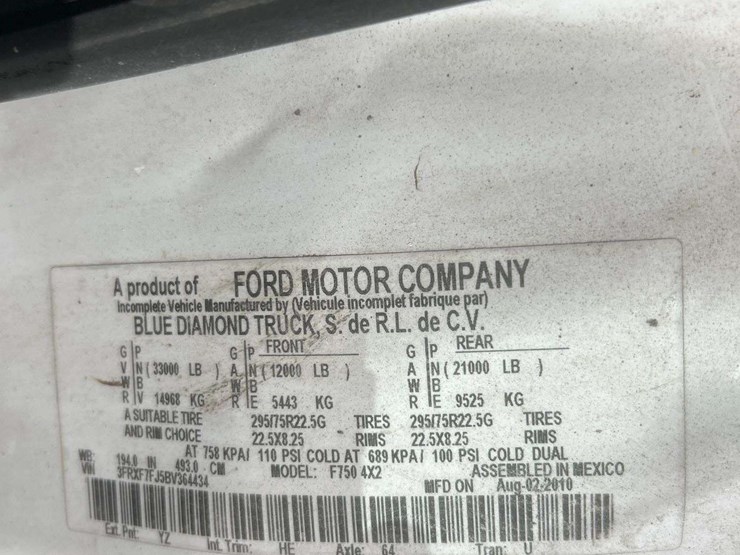 A product of FORD MOTOR COMPANY
Incomplete Vehicle Manufactured by (Vehicule incomplet fabrique par)
BLUE DIAMOND TRUCK, S. de R.L. de C.V.
G P G P FRONT G P REAR
V N ( 33000 LB ) A N ( 12000 LB ) A N ( 21000 LB )
W B W B W B
R V 14968 KG R E 5443 KG R E 9525 KG
A SUITABLE TIRE 295/75R22.5G TIRES 295/75R22.5G TIRES
AND RIM CHOICE 22.5X8.25 RIMS 22.5X8.25 RIMS
AT 758 KPA/ 110 PSI COLD AT 689 KPA/ 100 PSI COLD DUAL
WB: 194.0 IN 493.0 CM MODEL: F750 4X2 ASSEMBLED IN MEXICO
VIN 3FRXF7FJ5BV364434 MFD ON Aug-02-2010
Ext. Pnt: YZ Int. Trim: HE Axle: 64 Tran: U